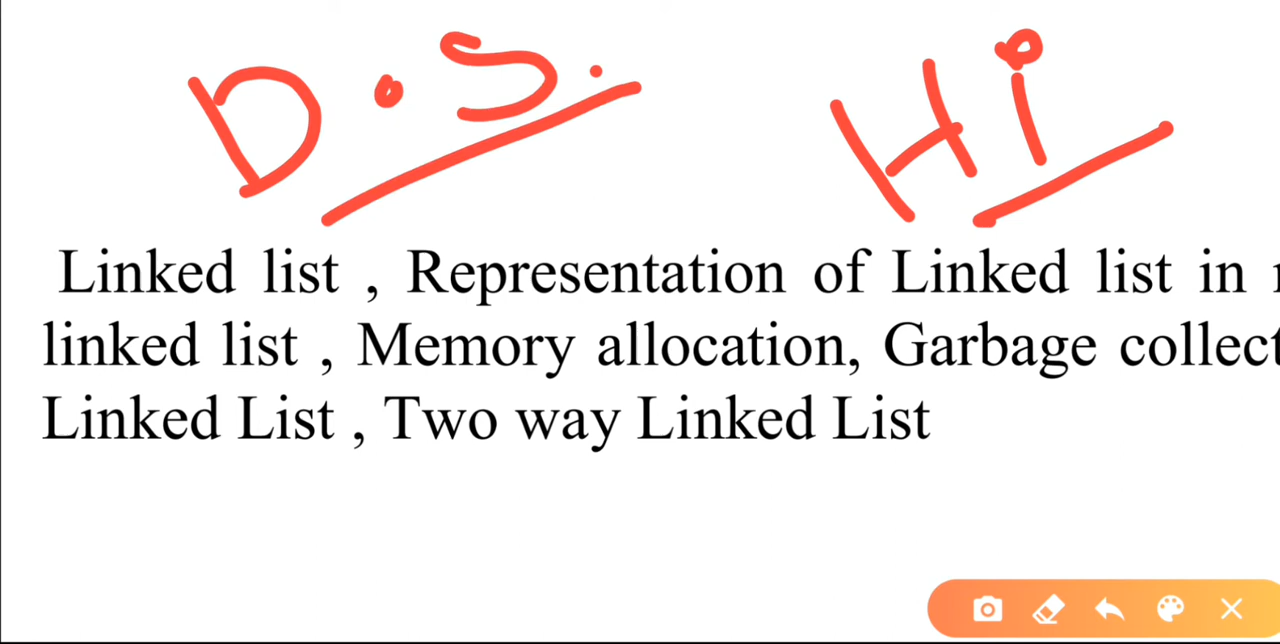 D.S. Hi
Linked list , Representation of Linked list in
linked list , Memory allocation, Garbage
Linked List , Two way Linked List